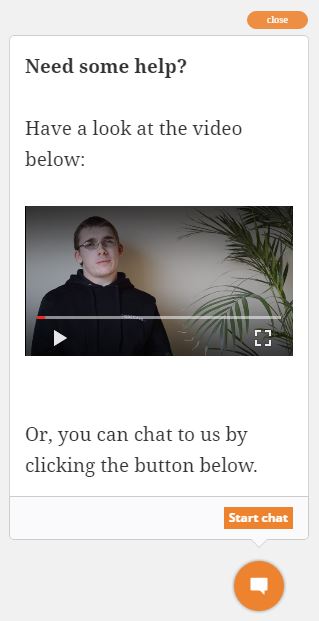 close
Need some help?
Have a look at the video
below:
Or, you can chat to us by
clicking the button below.
Start chat